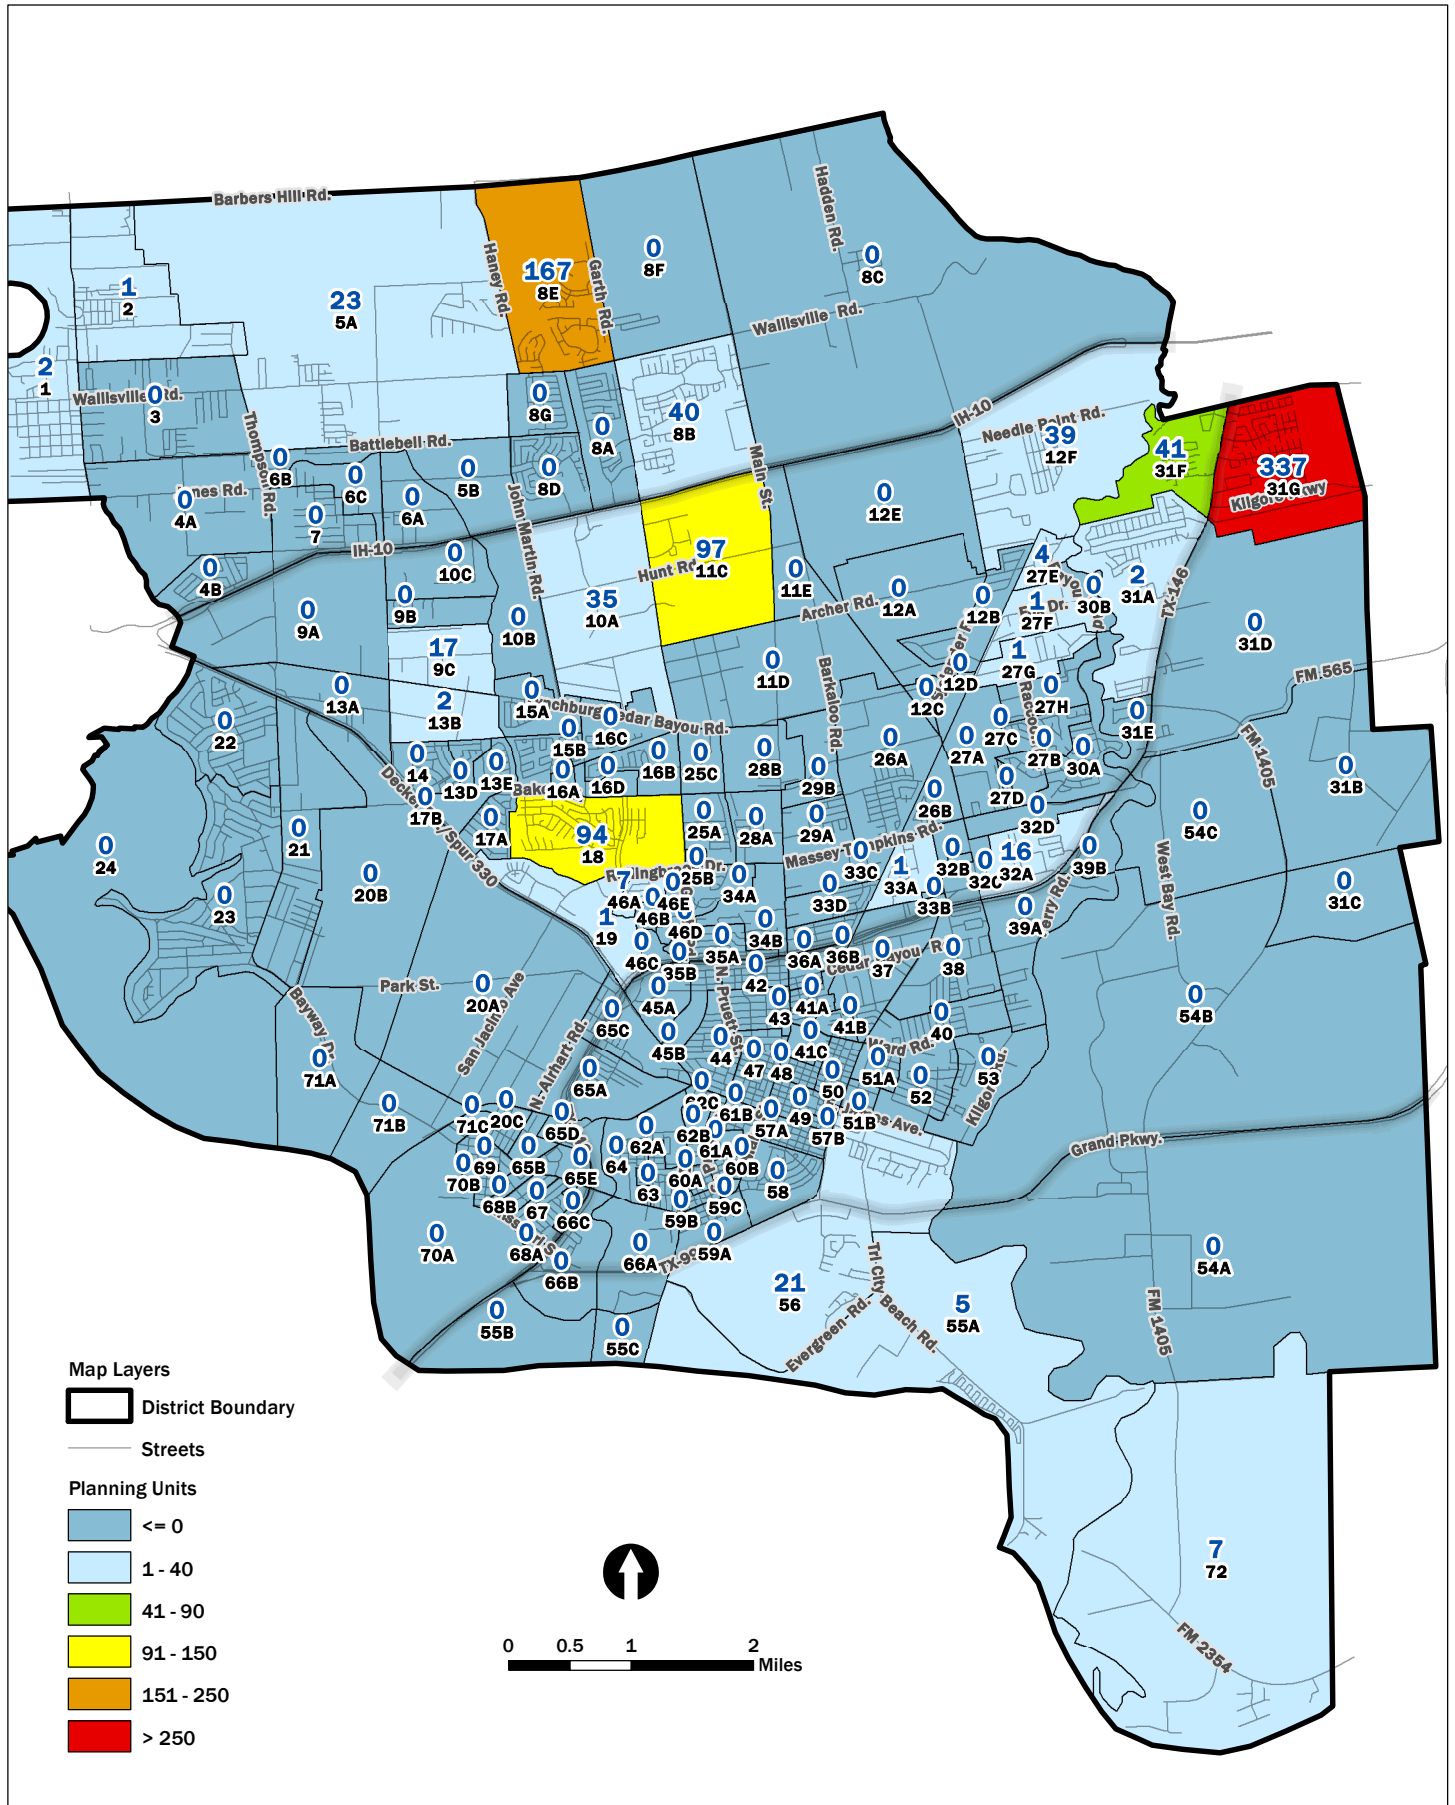 Barbers Hill Rd.
Hadden Rd.
0
8F
0
8C
167
8E
Haney Rd.
Garth Rd.
1
2
23
5A
Wallisville Rd.
2
1
Wallisville Rd.
0
3
0
8G
40
8B
0
8A
IH-10
Needle Point Rd.
39
12F
41
31F
337
31G
Kilgore Pkwy
Thompson Rd.
Battlebell Rd.
0
6B
0
6C
0
5B
0
8D
Main St.
0
4A
0
6A
John Martin Rd.
0
12E
0
7
IH-10
0
10C
97
11C
Hunt Rd.
0
4B
0
11E
4
27E
0
30B
2
31A
TX-146
0
9A
0
9B
0
10B
35
10A
Archer Rd.
0
12A
0
12B
1
27F
0
31D
17
9C
0
11D
Barkaloo Rd.
0
12D
1
27G
FM 565
0
13A
2
13B
0
15A
0
12C
0
27H
0
22
0
15B
0
16C
Cedar Bayou Rd.
0
27C
0
31E
FM-1405
0
14
0
13D
0
13E
0
16A
0
16D
0
16B
0
25C
0
28B
0
29B
0
26A
0
27A
0
27B
0
30A
0
31B
0
17B
0
26B
0
27D
0
17A
94
18
0
25A
0
28A
0
29A
Massey Tompkins Rd.
0
32D
0
54C
0
24
0
21
Spur 330
0
25B
0
33C
0
32B
0
32C
16
32A
0
39B
West Bay Rd.
0
20B
7
46A
0
46E
0
34A
1
33A
0
33D
0
33B
0
31C
0
23
1
19
0
46B
0
46D
0
34B
0
39A
0
46C
0
35B
0
35A
0
36A
0
36B
0
37
0
38
Park St.
0
20A
San Jacinto Ave
0
45A
0
42
N. Pruett St.
0
43
0
41A
0
41B
0
54B
Bayway Dr.
0
65C
0
40
Ward Rd.
0
71A
N. Airhart Rd.
0
45B
0
44
0
47
0
48
0
41C
0
51A
0
53
0
65A
0
50
0
52
0
71B
0
71C
0
20C
0
65D
0
62C
0
61B
0
57A
0
49
0
57B
0
51B
Grand Pkwy.
0
69
0
65B
0
62A
0
62B
0
61A
0
60B
0
70B
0
65E
0
64
0
63
0
60A
0
58
0
68B
0
67
0
66C
0
59B
0
59C
0
70A
0
68A
0
66A
0
59A
0
66B
Tri City Beach Rd.
0
54A
21
56
5
55A
FM 1405
0
55B
0
55C
Evergreen Rd.
Map Layers
District Boundary
Streets
Planning Units
<= 0
1 - 40
41 - 90
91 - 150
151 - 250
> 250
7
72
FM 2354
0 0.5 1 2
Miles